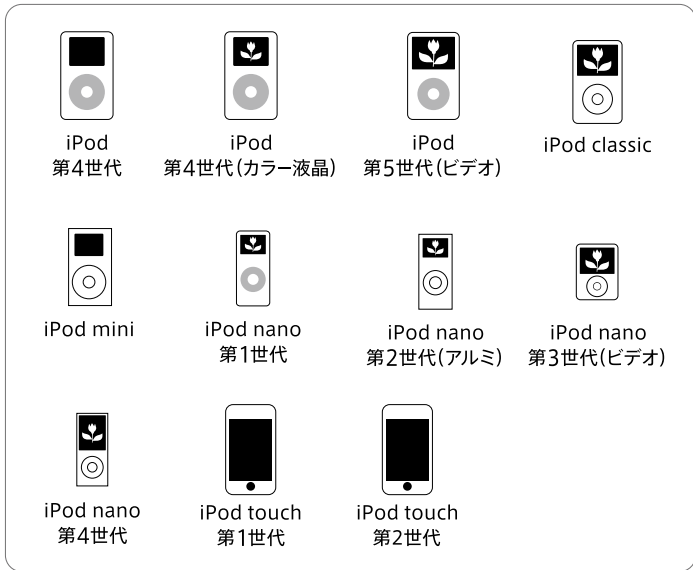 iPod
第4世代
iPod
第4世代(カラー液晶)
iPod
第5世代(ビデオ)
iPod classic
iPod mini
iPod nano
第1世代
iPod nano
第2世代(アルミ)
iPod nano
第3世代(ビデオ)
iPod nano
第4世代
iPod touch
第1世代
iPod touch
第2世代